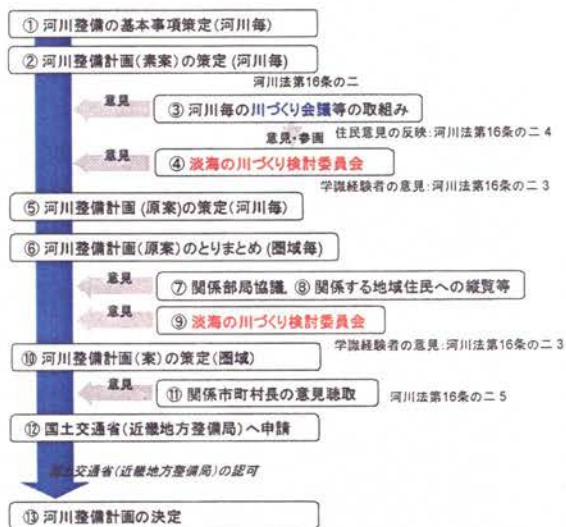 ① 河川整備の基本事項策定(河川毎)
② 河川整備計画(素案)の策定(河川毎)
河川法第16条の二
意見
③ 河川毎の川づくり会議等の取組み
意見・参画
住民意見の反映:河川法第16条の二 4
意見
④ 淡海の川づくり検討委員会
学識経験者の意見:河川法第16条の二 3
⑤ 河川整備計画(原案)の策定(河川毎)
⑥ 河川整備計画(原案)のとりまとめ(圏域毎)
意見
⑦ 関係部局協議、⑧ 関係する地域住民への縦覧等
意見
⑨ 淡海の川づくり検討委員会
学識経験者の意見:河川法第16条の二 3
⑩ 河川整備計画(案)の策定(圏域)
意見
⑪ 関係市町村長の意見聴取
河川法第16条の二 5
⑫ 国土交通省(近畿地方整備局)へ申請
国土交通省(近畿地方整備局)の認可
⑬ 河川整備計画の決定